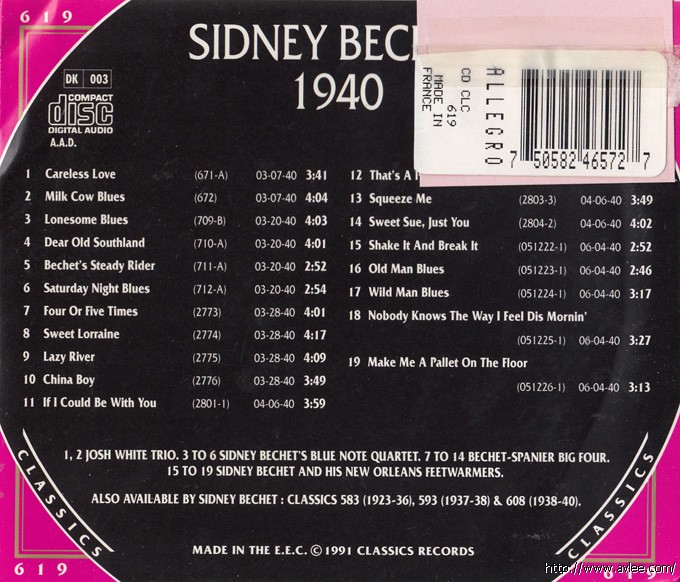 619
SIDNEY BECH
1940
DK 003
COMPACT
disc
DIGITAL AUDIO
A.A.D.
ALLEGRO
CD CLC 619
MADE IN
FRANCE
7 50582 46572 7
1 Careless Love (671-A) 03-07-40 3:41
2 Milk Cow Blues (672) 03-07-40 4:04
3 Lonesome Blues (709-B) 03-20-40 4:03
4 Dear Old Southland (710-A) 03-20-40 4:01
5 Bechet's Steady Rider (711-A) 03-20-40 2:52
6 Saturday Night Blues (712-A) 03-20-40 2:54
7 Four Or Five Times (2773) 03-28-40 4:01
8 Sweet Lorraine (2774) 03-28-40 4:17
9 Lazy River (2775) 03-28-40 4:09
10 China Boy (2776) 03-28-40 3:49
11 If I Could Be With You (2801-1) 04-06-40 3:59
12 That's A
13 Squeeze Me (2803-3) 04-06-40 3:49
14 Sweet Sue, Just You (2804-2) 04-06-40 4:02
15 Shake It And Break It (051222-1) 06-04-40 2:52
16 Old Man Blues (051223-1) 06-04-40 2:46
17 Wild Man Blues (051224-1) 06-04-40 3:17
18 Nobody Knows The Way I Feel Dis Mornin'
(051225-1) 06-04-40 3:27
19 Make Me A Pallet On The Floor
(051226-1) 06-04-40 3:13
1, 2 JOSH WHITE TRIO. 3 TO 6 SIDNEY BECHET'S BLUE NOTE QUARTET. 7 TO 14 BECHET-SPANIER BIG FOUR.
15 TO 19 SIDNEY BECHET AND HIS NEW ORLEANS FEETWARMERS.
ALSO AVAILABLE BY SIDNEY BECHET : CLASSICS 583 (1923-36), 593 (1937-38) & 608 (1938-40).
CLASSICS
CLASSICS
MADE IN THE E.E.C. © 1991 CLASSICS RECORDS
619
619
http://www.avlee.com/